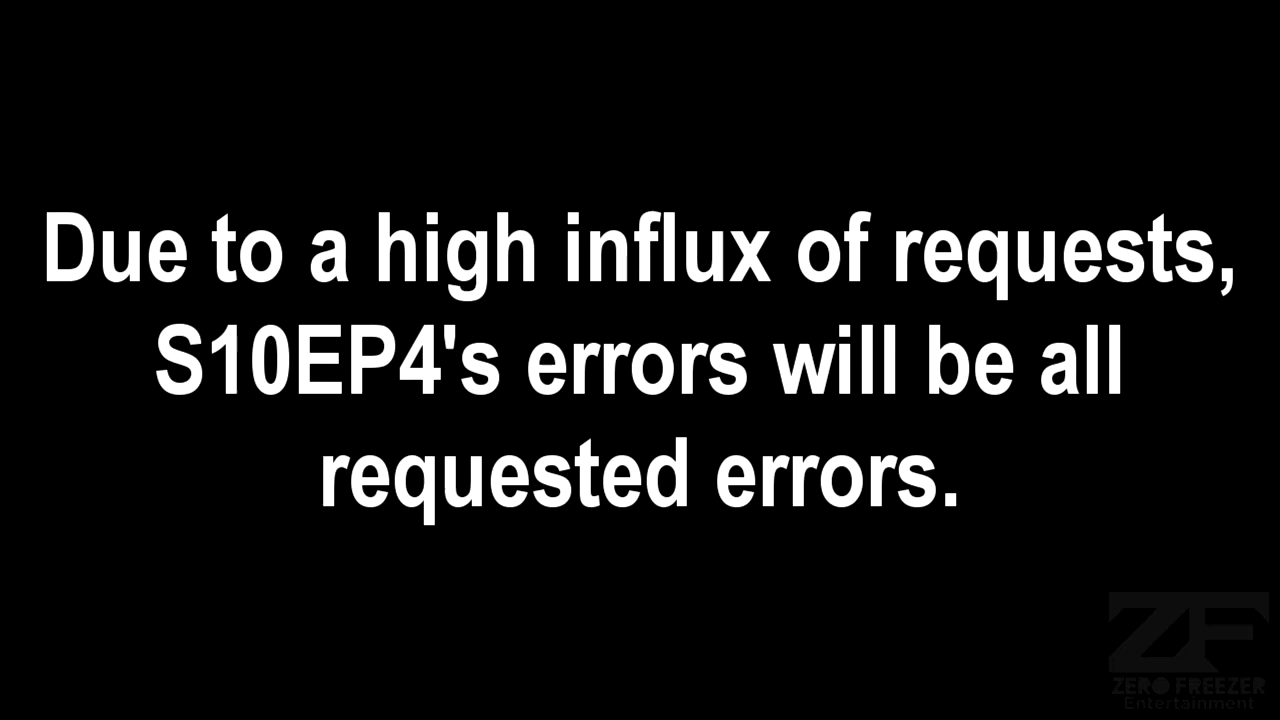 Due to a high influx of requests,
S10EP4's errors will be all
requested errors.
ZF
ZERO FREEZER
Entertainment